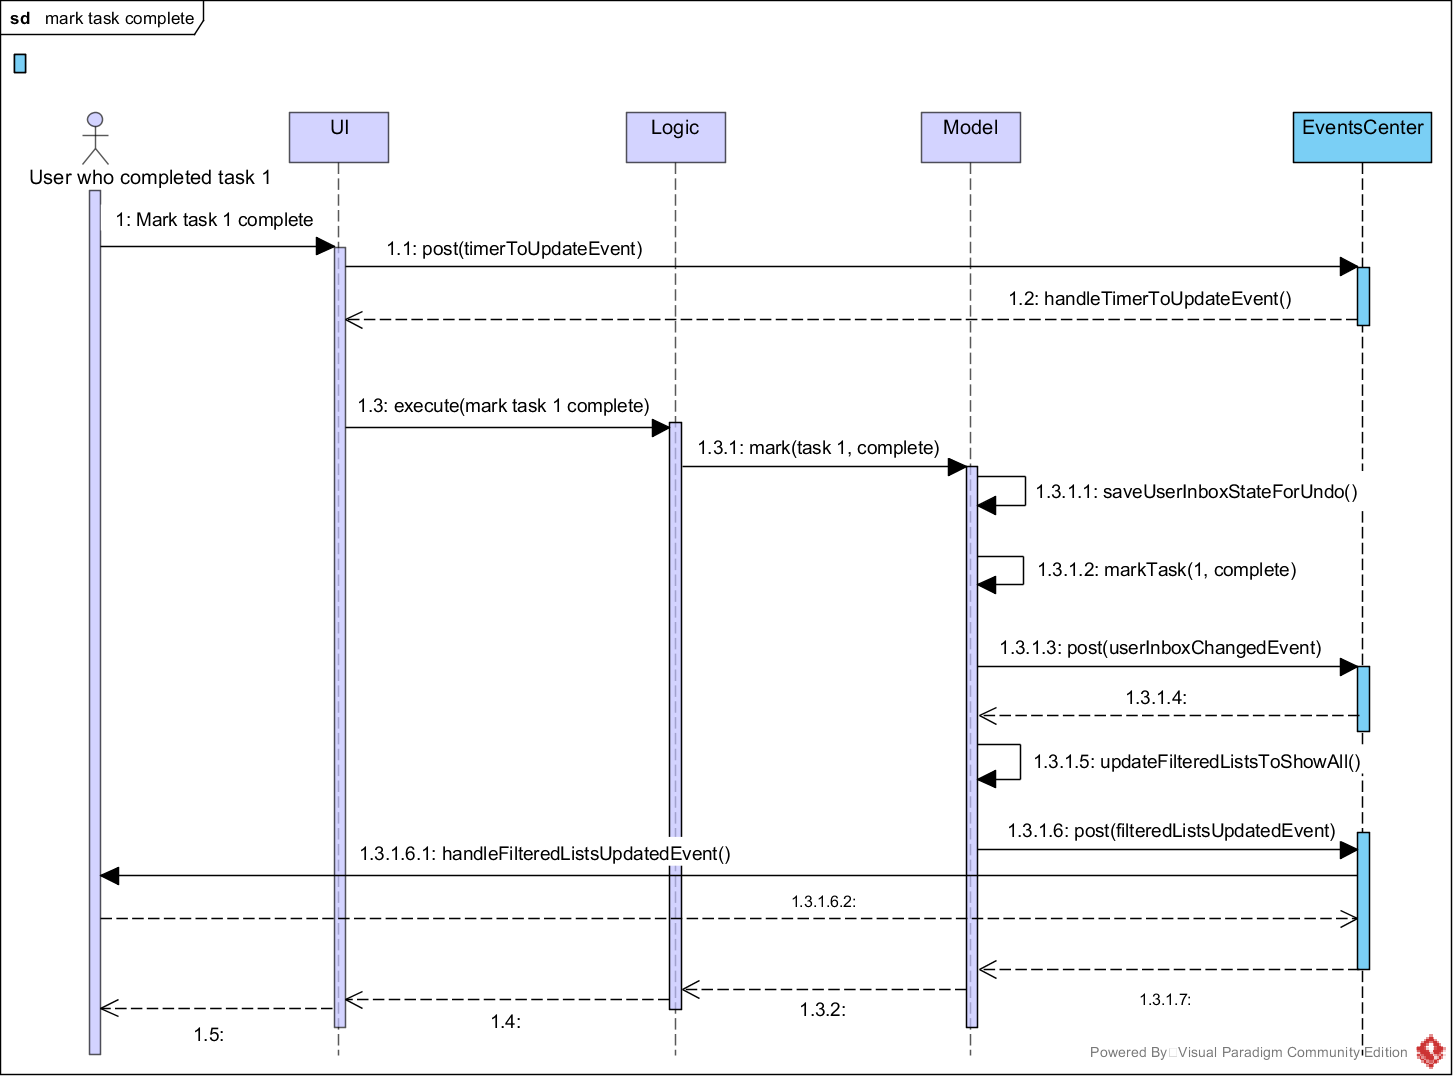 sd mark task complete
UI
Logic
Model
EventsCenter
User who completed task 1
1: Mark task 1 complete
1.1: post(timerToUpdateEvent)
1.2: handleTimerToUpdateEvent()
1.3: execute(mark task 1 complete)
1.3.1: mark(task 1, complete)
1.3.1.1: saveUserInboxStateForUndo()
1.3.1.2: markTask(1, complete)
1.3.1.3: post(userInboxChangedEvent)
1.3.1.4:
1.3.1.5: updateFilteredListsToShowAll()
1.3.1.6: post(filteredListsUpdatedEvent)
1.3.1.6.1: handleFilteredListsUpdatedEvent()
1.3.1.6.2:
1.3.1.7:
1.3.2:
1.4:
1.5:
Powered By□Visual Paradigm Community Edition